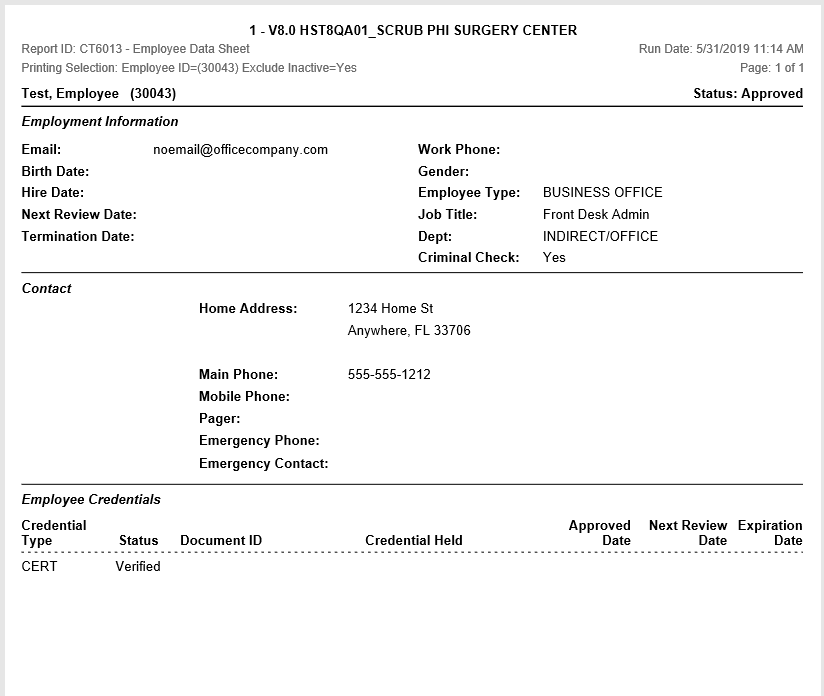 1 - V8.0 HST8QA01_SCRUB PHI SURGERY CENTER
Report ID: CT6013 - Employee Data Sheet Run Date: 5/31/2019 11:14 AM
Printing Selection: Employee ID=(30043) Exclude Inactive=Yes Page: 1 of 1
Test, Employee (30043) Status: Approved
Employment Information
Email: noemail@officecompany.com Work Phone:
Birth Date: Gender:
Hire Date: Employee Type: BUSINESS OFFICE
Next Review Date: Job Title: Front Desk Admin
Termination Date: Dept: INDIRECT/OFFICE
Criminal Check: Yes
Contact
Home Address: 1234 Home St
Anywhere, FL 33706
Main Phone: 555-555-1212
Mobile Phone:
Pager:
Emergency Phone:
Emergency Contact:
Employee Credentials
Credential Approved Next Review Expiration
Type Status Document ID Credential Held Date Date Date
CERT Verified